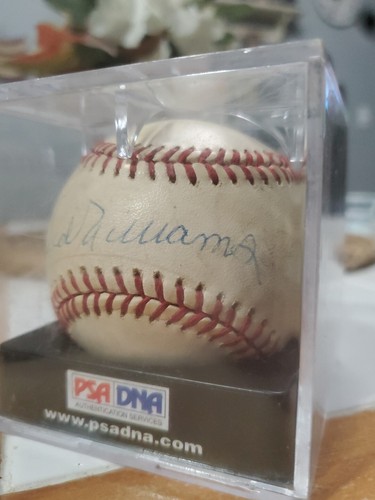 Williams
PSA DNA
AUTHENTICATION SERVICES
www.psadna.com